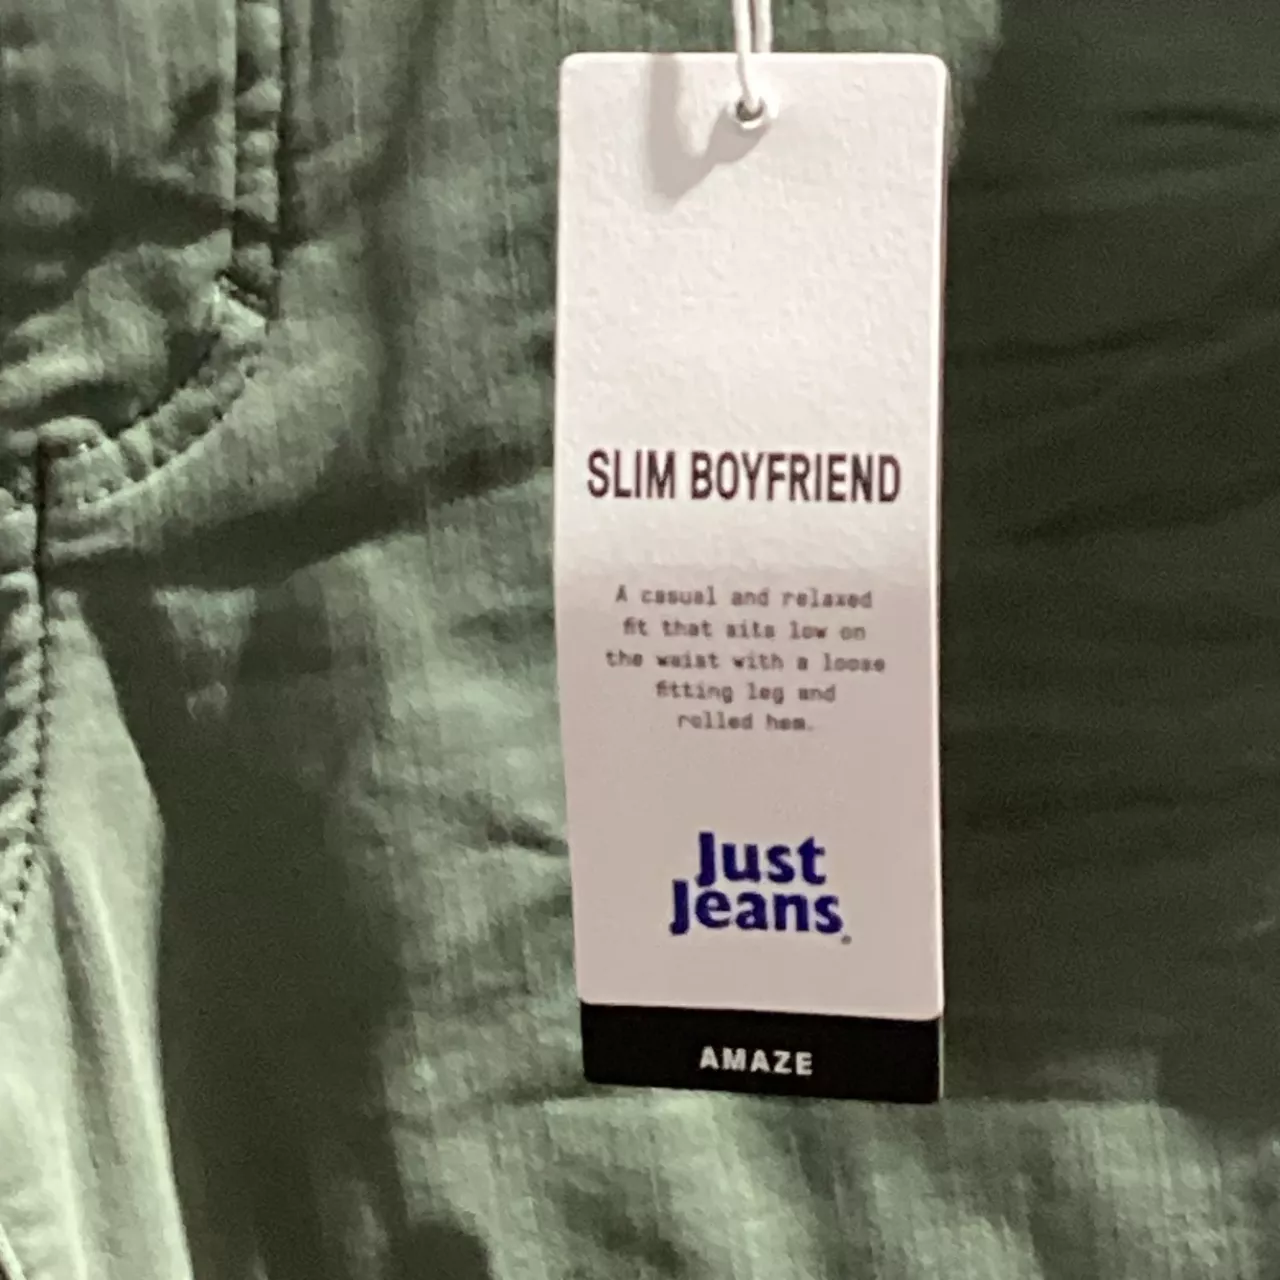 SLIM BOYFRIEND
A casual and relaxed
fit that sits low on
the waist with a loose
fitting leg and
rolled hem.
Just
Jeans
AMAZE